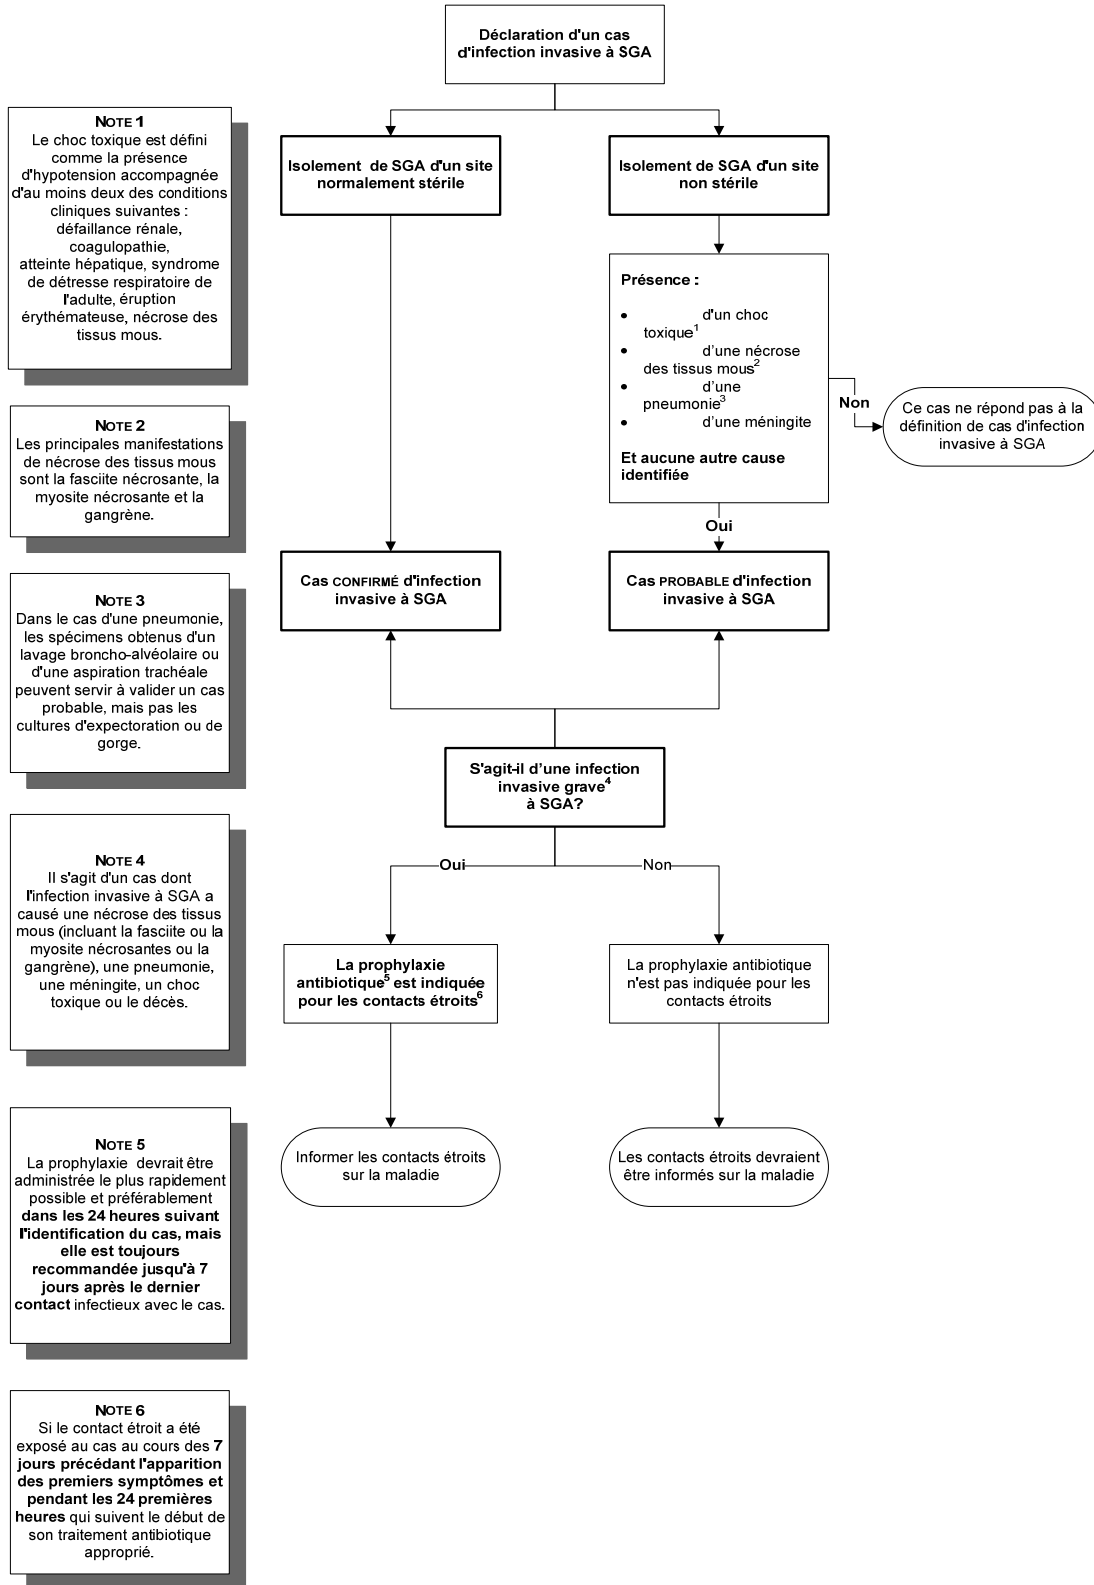 Déclaration d'un cas
d'infection invasive à SGA
Isolement de SGA d'un site
normalement stérile
Isolement de SGA d'un site
non stérile
Présence :
• d'un choc
toxique1
• d'une nécrose
des tissus mous2
• d'une
pneumonie3
• d'une méningite
Et aucune autre cause
identifiée
Non
Ce cas ne répond pas à la
définition de cas d'infection
invasive à SGA
Oui
Cas CONFIRMÉ d'infection
invasive à SGA
Cas PROBABLE d'infection
invasive à SGA
S'agit-il d'une infection
invasive grave4
à SGA?
Oui
Non
La prophylaxie
antibiotique5 est indiquée
pour les contacts étroits6
La prophylaxie antibiotique
n'est pas indiquée pour les
contacts étroits
Informer les contacts étroits
sur la maladie
Les contacts étroits devraient
être informés sur la maladie
NOTE 1
Le choc toxique est défini
comme la présence
d'hypotension accompagnée
d'au moins deux des conditions
cliniques suivantes :
défaillance rénale,
coagulopathie,
atteinte hépatique, syndrome
de détresse respiratoire de
l'adulte, éruption
érythémateuse, nécrose des
tissus mous.
NOTE 2
Les principales manifestations
de nécrose des tissus mous
sont la fasciite nécrosante, la
myosite nécrosante et la
gangrène.
NOTE 3
Dans le cas d'une pneumonie,
les spécimens obtenus d'un
lavage broncho-alvéolaire ou
d'une aspiration trachéale
peuvent servir à valider un cas
probable, mais pas les
cultures d'expectoration ou de
gorge.
NOTE 4
Il s'agit d'un cas dont
l'infection invasive à SGA a
causé une nécrose des tissus
mous (incluant la fasciite ou la
myosite nécrosantes ou la
gangrène), une pneumonie,
une méningite, un choc
toxique ou le décès.
NOTE 5
La prophylaxie devrait être
administrée le plus rapidement
possible et préférablement
dans les 24 heures suivant
l'identification du cas, mais
elle est toujours
recommandée jusqu'à 7
jours après le dernier
contact infectieux avec le cas.
NOTE 6
Si le contact étroit a été
exposé au cas au cours des 7
jours précédant l'apparition
des premiers symptômes et
pendant les 24 premières
heures qui suivent le début de
son traitement antibiotique
approprié.